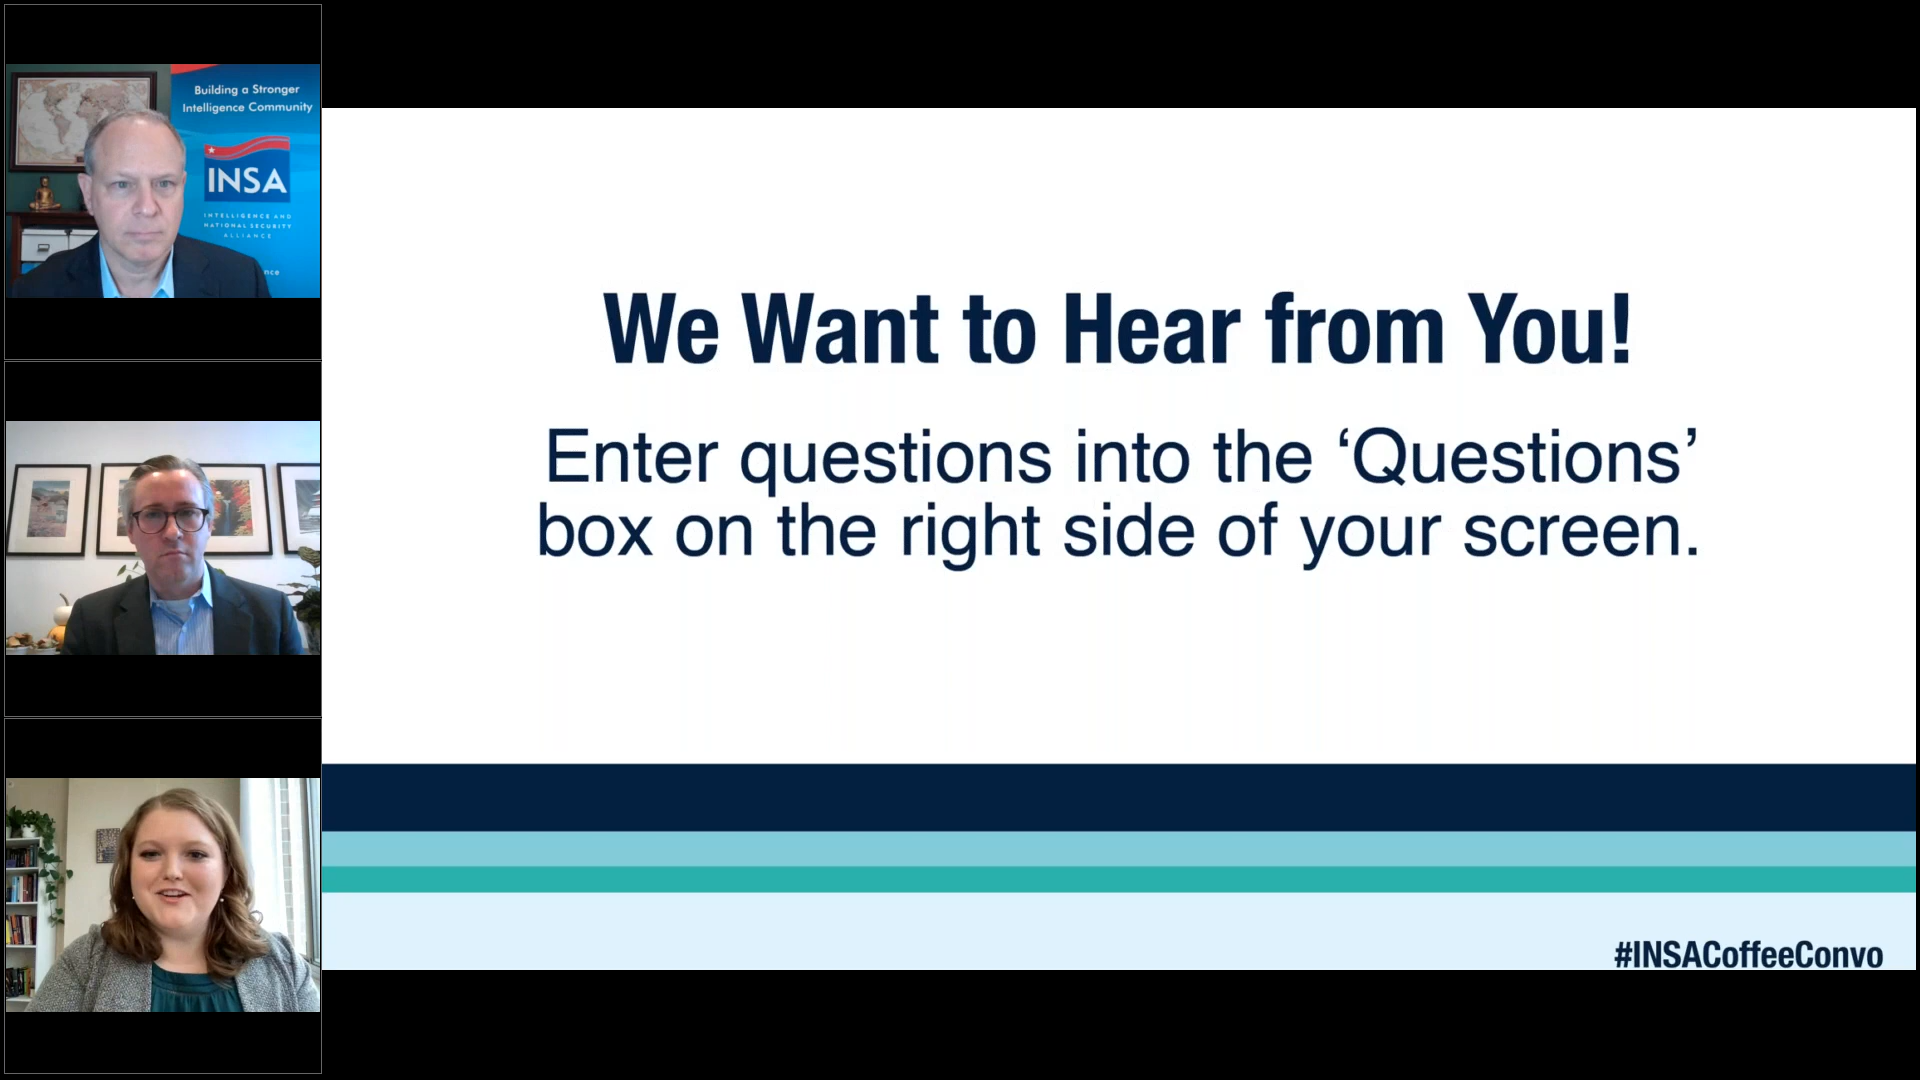 Building a Stronger
Intelligence Community
INSA
INTELLIGENCE AND
NATIONAL SECURITY
ALLIANCE
nce
We Want to Hear from You!
Enter questions into the ‘Questions’
box on the right side of your screen.
#INSACoffeeConvo